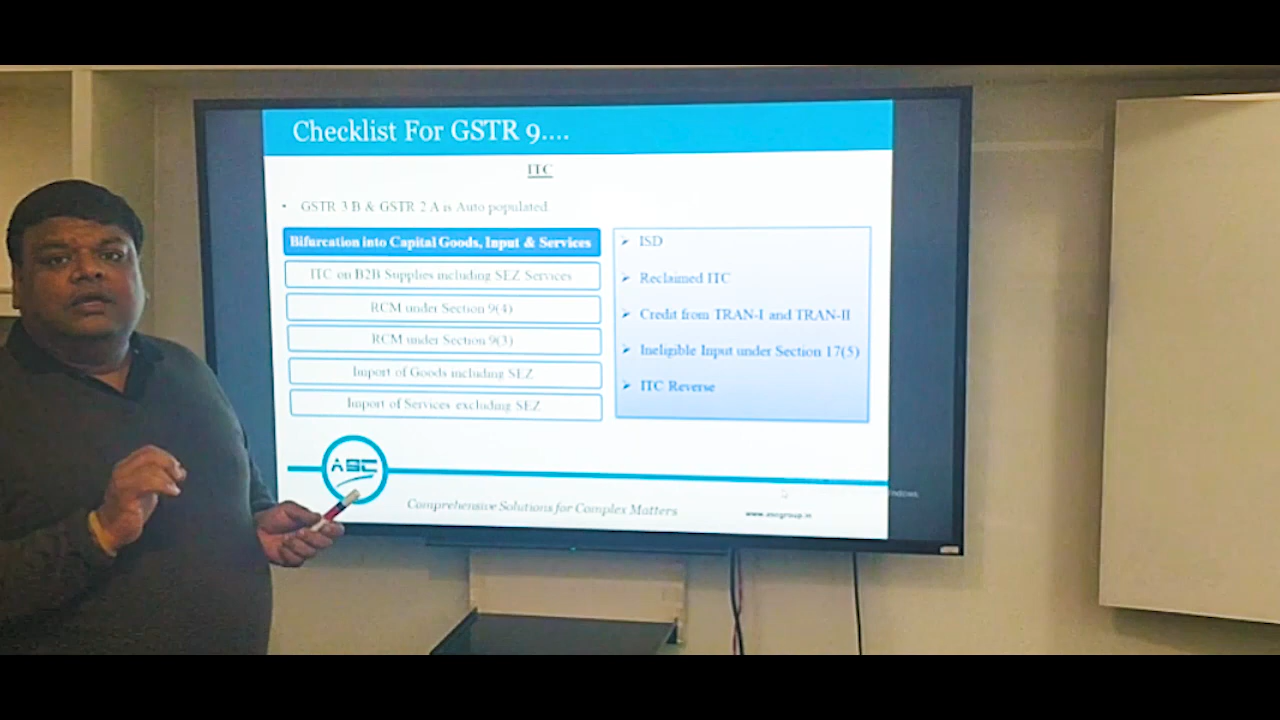 Checklist For GSTR 9....
ITC
• GSTR 3 B & GSTR 2 A is Auto populated
Bifurcation into Capital Goods, Input & Services
ITC on B2B Supplies including SEZ Services
RCM under Section 9(4)
RCM under Section 9(3)
Import of Goods including SEZ
Import of Services excluding SEZ
➢ ISD
➢ Reclaimed ITC
➢ Credit from TRAN-I and TRAN-II
➢ Ineligible Input under Section 17(5)
➢ ITC Reverse
ABC
Comprehensive Solutions for Complex Matters
www.ascgroup.in